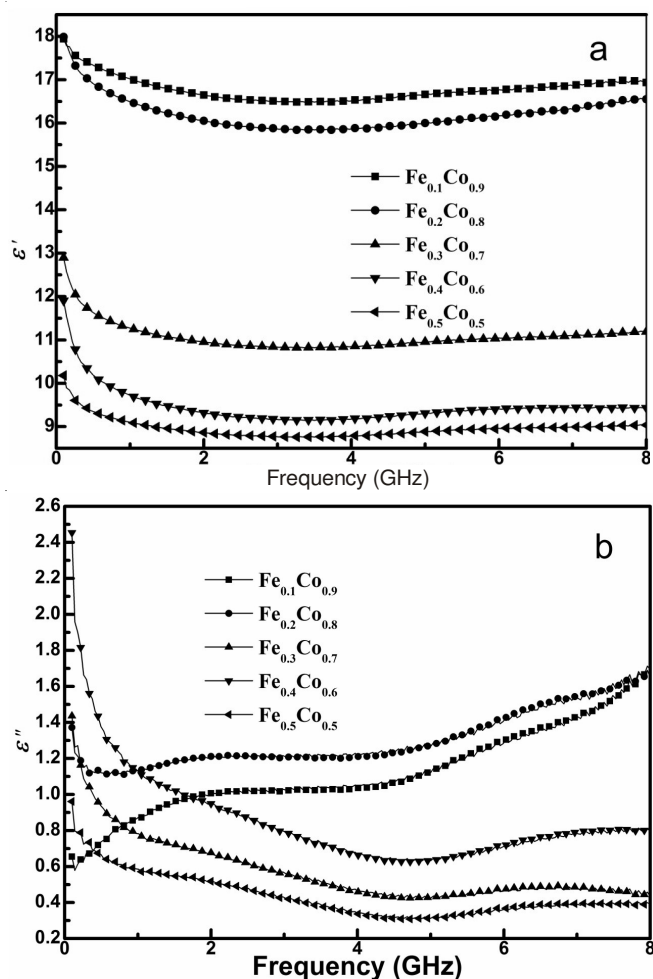 a
18
17
16
15
14
13
12
11
10
9
ε′
Fe0.1Co0.9
Fe0.2Co0.8
Fe0.3Co0.7
Fe0.4Co0.6
Fe0.5Co0.5
0 2 4 6 8
Frequency (GHz)
b
2.6
2.4
2.2
2.0
1.8
1.6
1.4
1.2
1.0
0.8
0.6
0.4
0.2
ε″
Fe0.1Co0.9
Fe0.2Co0.8
Fe0.3Co0.7
Fe0.4Co0.6
Fe0.5Co0.5
0 2 4 6 8
Frequency (GHz)